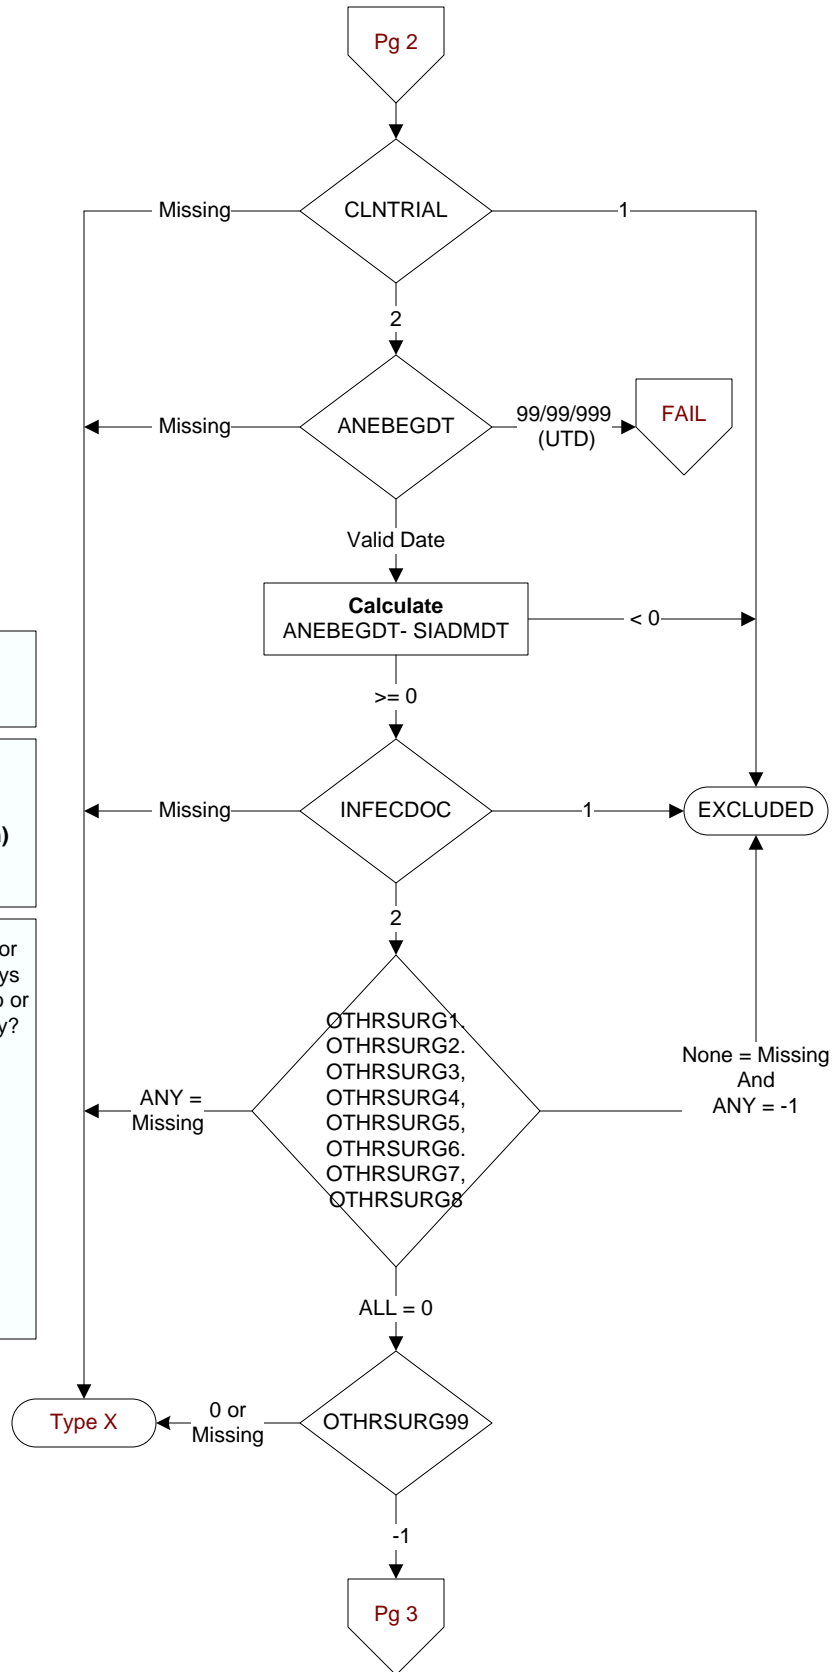 Pg 2
CLNTRIAL
Missing
1
2
ANEBEGDT
Missing
99/99/999
(UTD)
FAIL
Valid Date
Calculate
ANEBEGDT- SIADMDT
< 0
>= 0
INFECDOC
Missing
1
EXCLUDED
)
2
or
or
y?
OTHRSURG1.
OTHRSURG2.
OTHRSURG3,
OTHRSURG4,
OTHRSURG5,
OTHRSURG6.
OTHRSURG7,
OTHRSURG8
ANY =
Missing
None = Missing
And
ANY = -1
ALL = 0
OTHRSURG99
0 or
Missing
Type X
-1
Pg 3